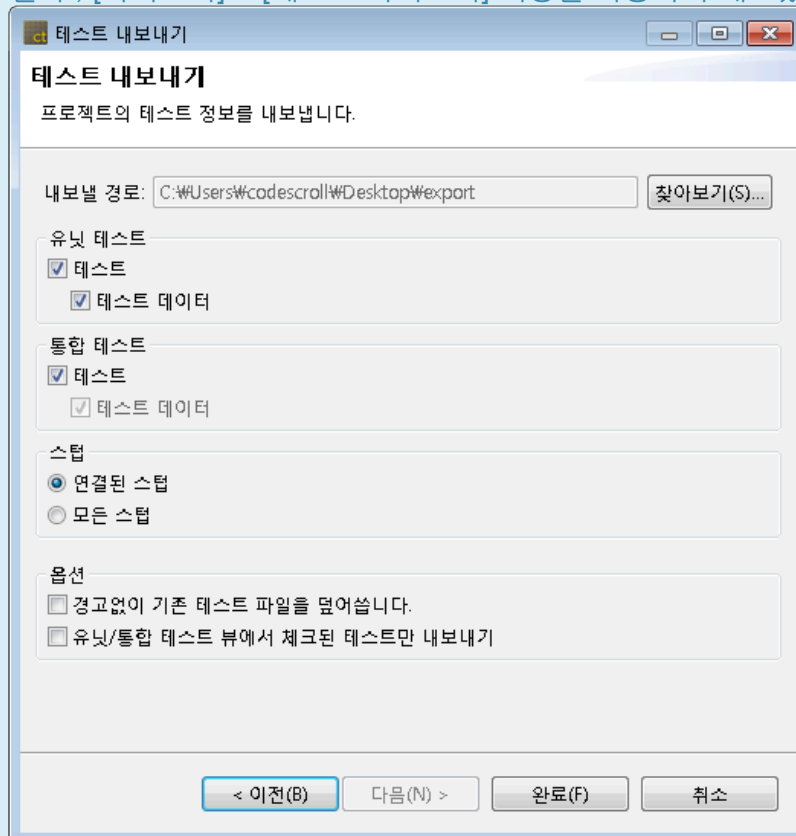 ct 테스트 내보내기
테스트 내보내기
프로젝트의 테스트 정보를 내보냅니다.
내보낼 경로: C:₩Users₩codescroll₩Desktop₩export 찾아보기(S)...
유닛 테스트
테스트
테스트 데이터
통합 테스트
테스트
테스트 데이터
스텁
연결된 스텁
모든 스텁
옵션
경고없이 기존 테스트 파일을 덮어씁니다.
유닛/통합 테스트 뷰에서 체크된 테스트만 내보내기
< 이전(B) 다음(N) > 완료(F) 취소